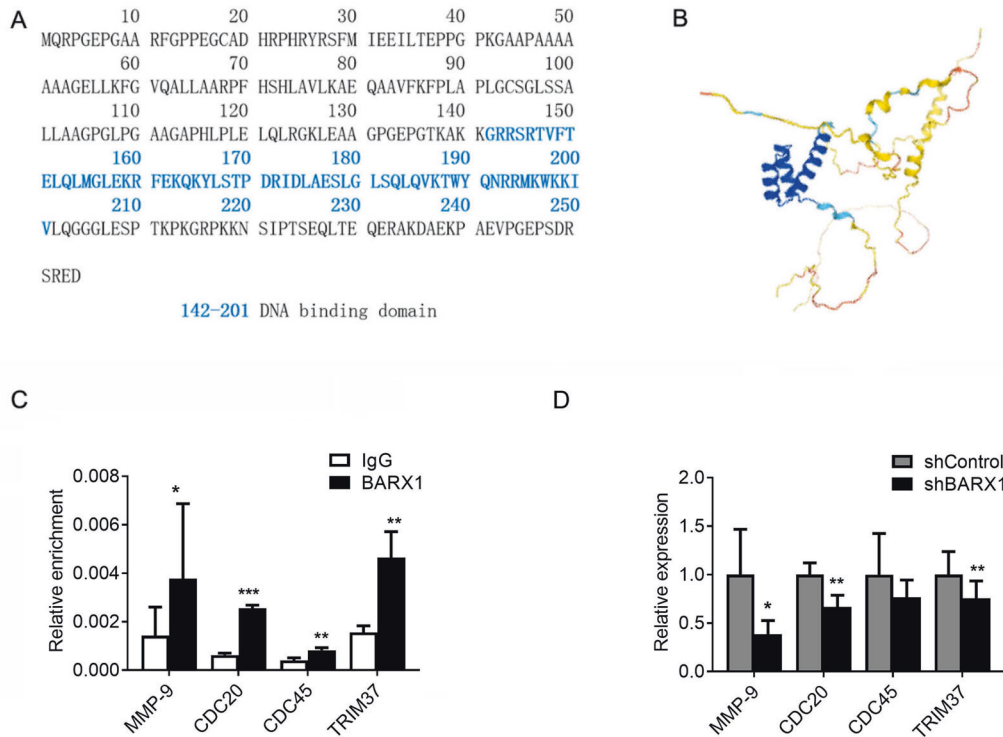 A
10 20 30 40 50
MQRPGEPGAA RFGPPEGCAD HRPHRYRSFM IEEILTEPPG PKGAAPAAAA
60 70 80 90 100
AAAGELLKFG VQALLAARPF HSHLAVLKAE QAAVFKFPLA PLGCSGLSSA
110 120 130 140 150
LLAAGPGLPG AAGAPHLPLE LQLRGKLEAA GPGEPGTKAK KGRRSRTVFT
160 170 180 190 200
ELQLMGLEKR FEKQKYLSTP DRIDLAESLG LSQLQVKTWY QNRRMKWKKI
210 220 230 240 250
VLQGGGLESP TKPKGRPKKN SIPTSEQLTE QERAKDAEKP AEVPGEPSDR
SRED
142-201 DNA binding domain
B
C
IgG
BARX1
Relative enrichment
0.008
0.006
0.004
0.002
0.000
*
***
**
**
MMP-9
CDC20
CDC45
TRIM37
D
shControl
shBARX1
Relative expression
2.0
1.5
1.0
0.5
0.0
*
**
**
MMP-9
CDC20
CDC45
TRIM37